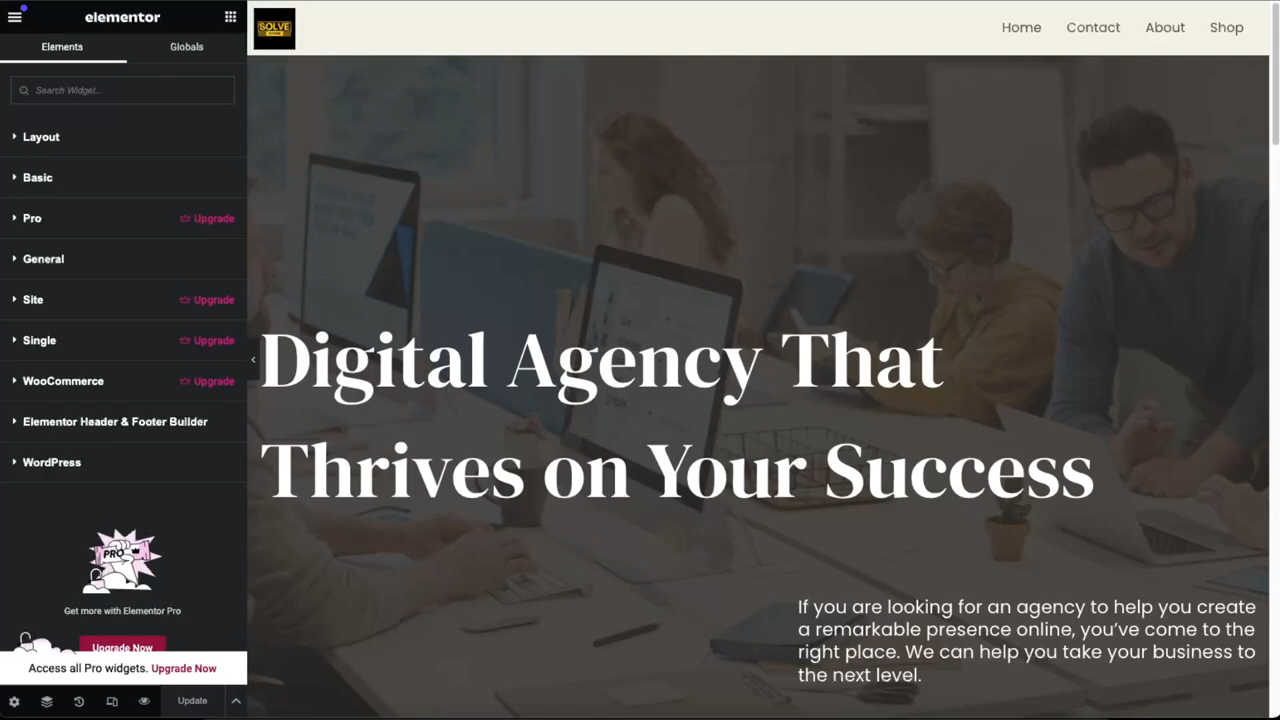 elementor
Elements
Globals
Search Widget...
Layout
Basic
Pro
Upgrade
General
Site
Upgrade
Single
Upgrade
WooCommerce
Upgrade
Elementor Header & Footer Builder
WordPress
PRO
Get more with Elementor Pro
Upgrade Now
Access all Pro widgets. Upgrade Now
Update
SOLVE
Home
Contact
About
Shop
Digital Agency That
Thrives on Your Success
If you are looking for an agency to help you create
a remarkable presence online, you’ve come to the
right place. We can help you take your business to
the next level.